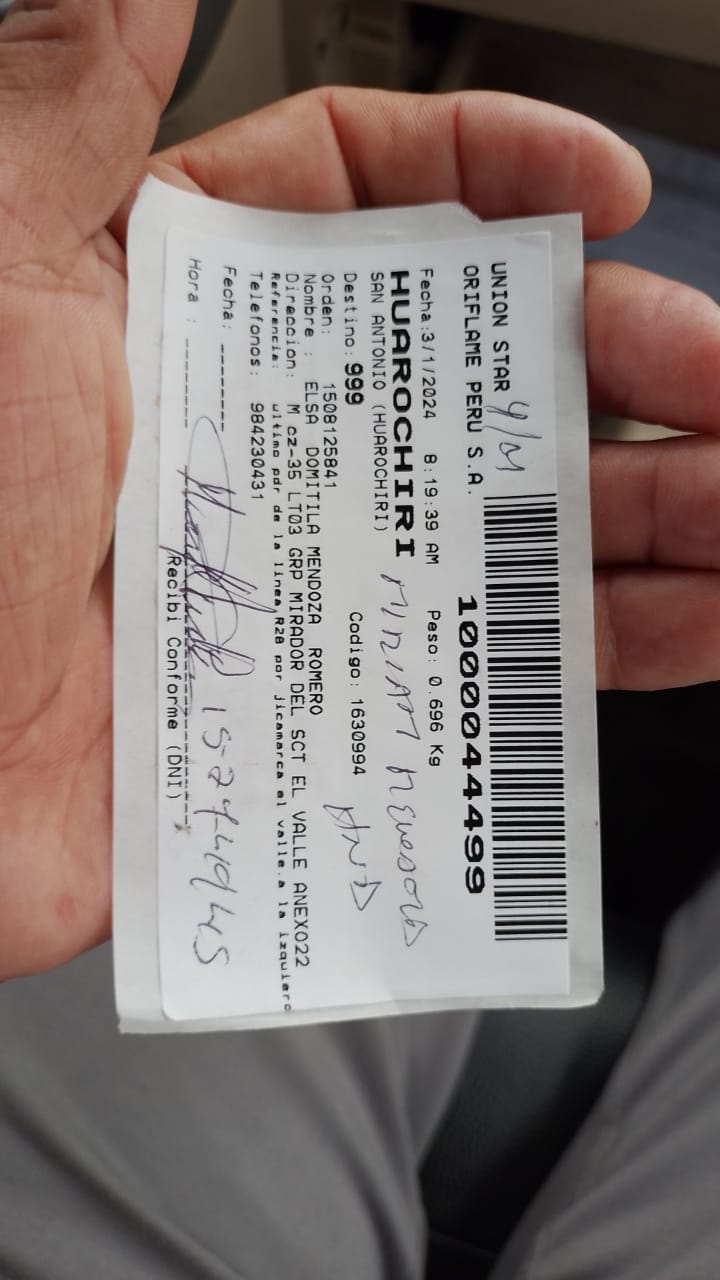 UNION STAR
ORIFLAME PERU S.A.
1000044499
Fecha:3/1/2024 8:19:39 AM Peso: 0.696 Kg
HUAROCHIRI
SAN ANTONIO (HUAROCHIRI)
MIRIAM
Destino: 999 Codigo: 1630994
Orden: 1508125841
Nombre : ELSA DOMITILA MENDOZA ROMERO
Direccion: M cz-35 LT03 GRP MIRADOR DEL SCT EL VALLE ANEXO22
Referencia: ultimo pdr de la linea R28 por jicamarca al valle.a la izquierd
Telefonos: 984230431
Fecha: --------
Hora : --------
Recibi Conforme (DNI)